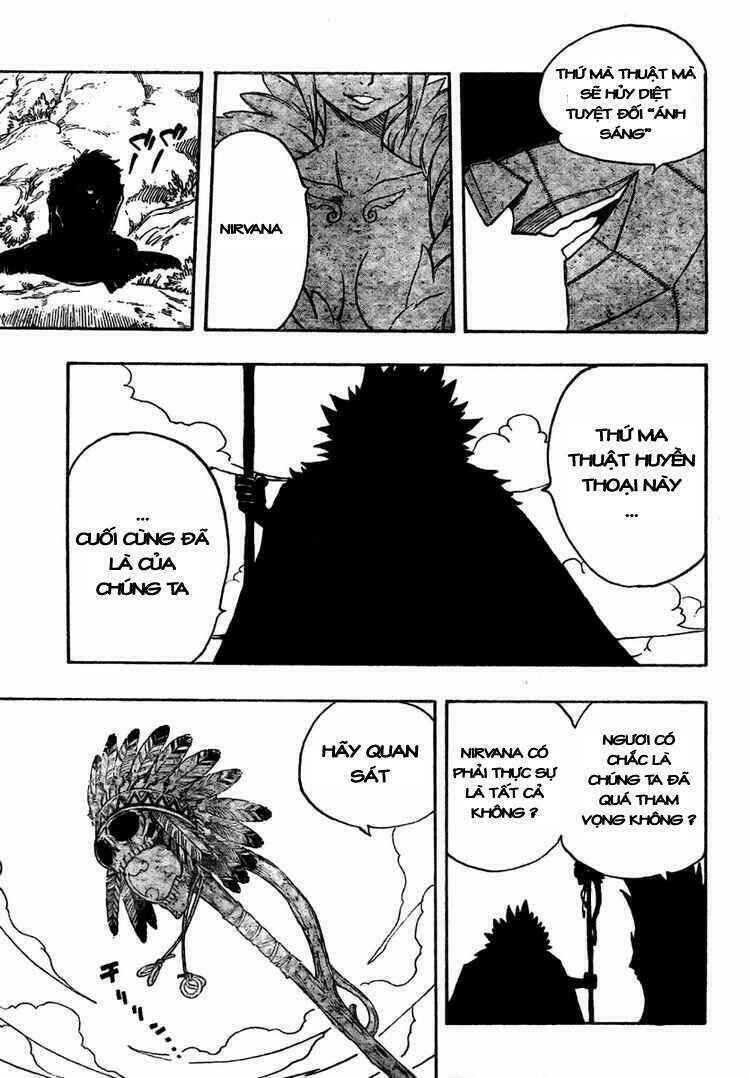 THỨ MÀ THUẬT MÀ
SẼ HỦY DIỆT
TUYỆT ĐỐI "ÁNH
SÁNG"
NIRVANA
THỨ MA
THUẬT HUYỀN
THOẠI NÀY
...
...
CUỐI CÙNG ĐÃ
LÀ CỦA
CHÚNG TA
NGƯƠI CÓ
CHẮC LÀ
CHÚNG TA ĐÃ
QUÁ THAM
VỌNG KHÔNG ?
NIRVANA CÓ
PHẢI THỰC SỰ
LÀ TẤT CẢ
KHÔNG ?
HÃY QUAN
SÁT